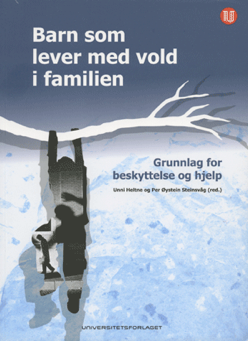 Barn som
lever med vold
i familien
Grunnlag for
beskyttelse og hjelp
Unni Heltne og Per Øystein Steinsvåg (red.)
UNIVERSITETSFORLAGET